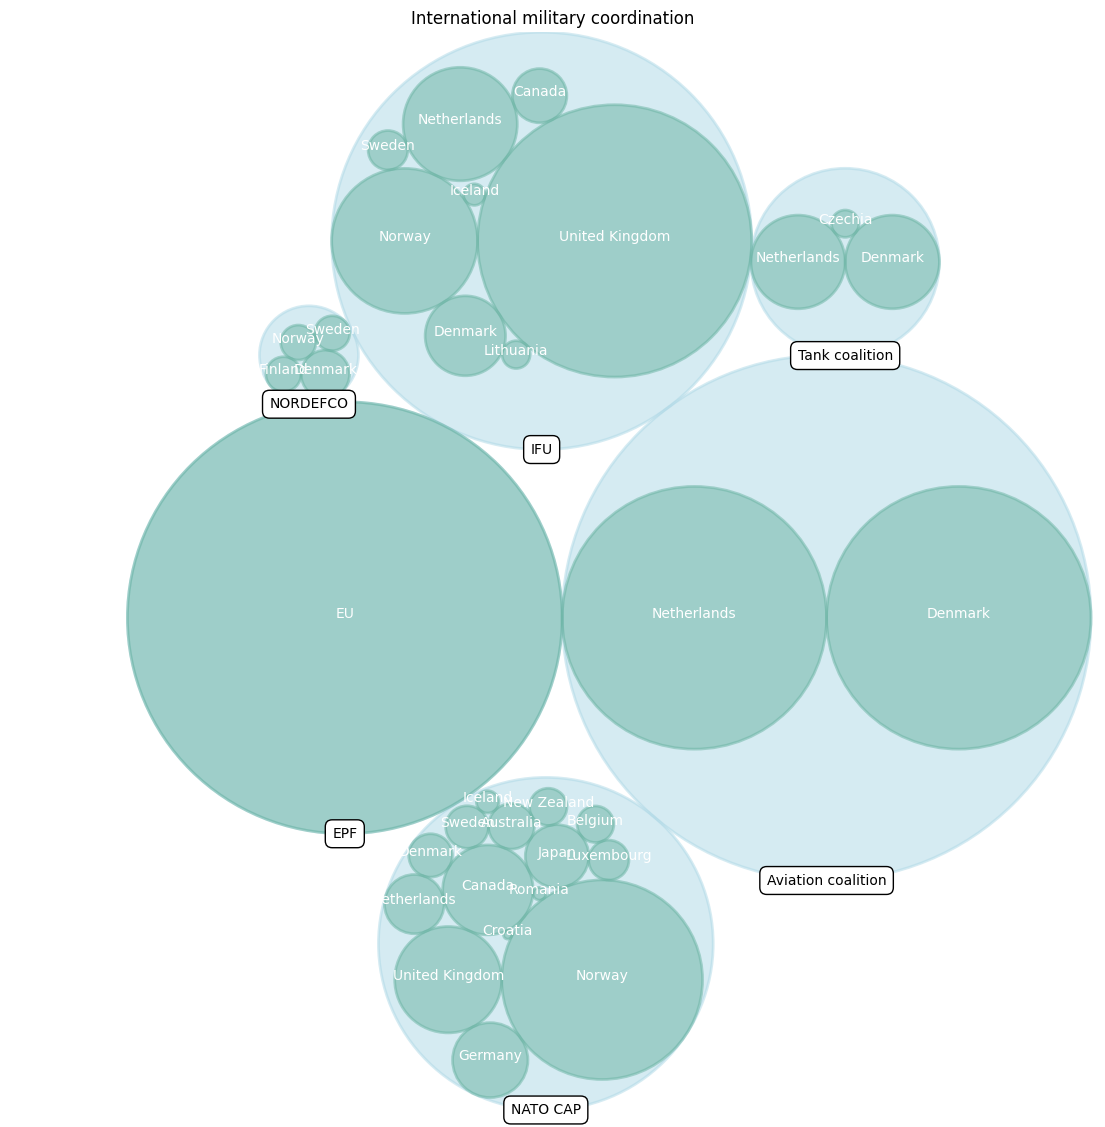 International military coordination
Canada
Netherlands
Sweden
Iceland
Norway
United Kingdom
Denmark
Lithuania
IFU
Czechia
Netherlands
Denmark
Tank coalition
Sweden
Norway
Finland
Denmark
NORDEFCO
EU
EPF
Netherlands
Denmark
Aviation coalition
Iceland
New Zealand
Sweden
Australia
Belgium
Denmark
Japan
Luxembourg
Canada
Romania
Netherlands
Croatia
United Kingdom
Norway
Germany
NATO CAP